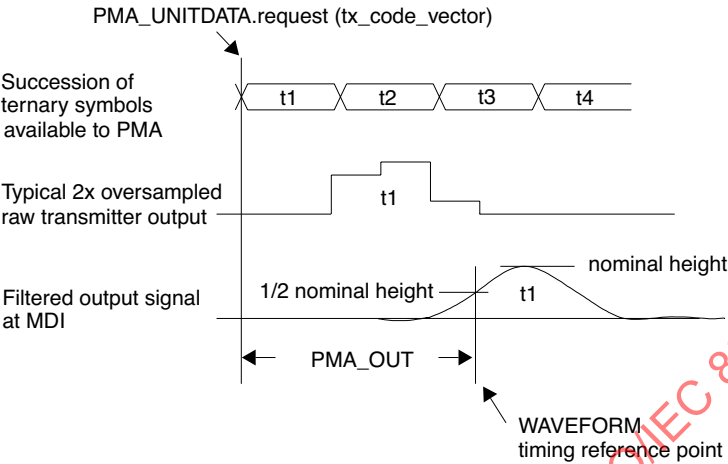 PMA_UNITDATA.request (tx_code_vector)
Succession of
ternary symbols
available to PMA
t1 t2 t3 t4
Typical 2x oversampled
raw transmitter output
t1
nominal height
1/2 nominal height
t1
Filtered output signal
at MDI
PMA_OUT
WAVEFORM
timing reference point
O/IEC 8